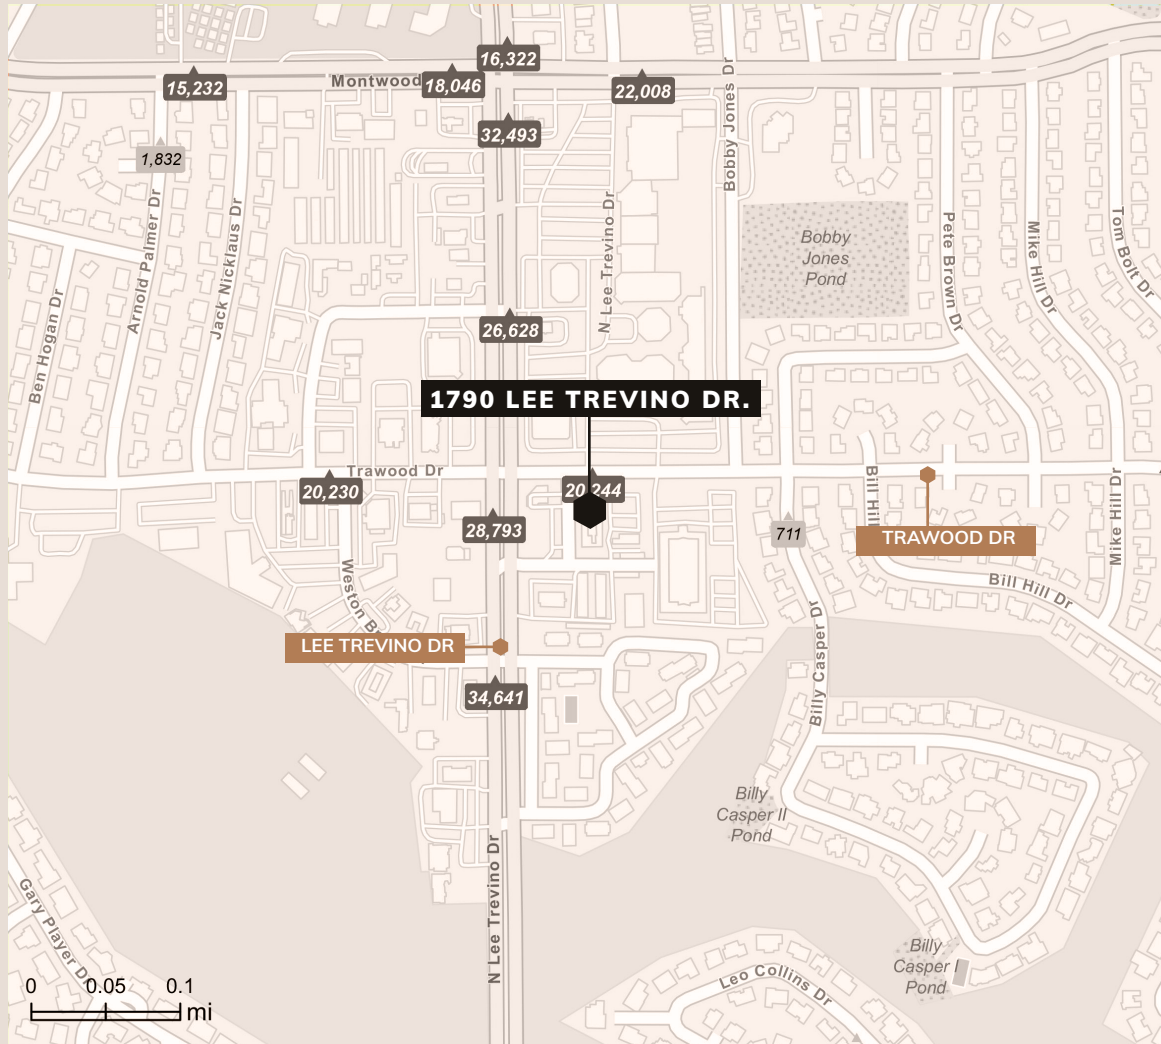 16,322
15,232
Montwood
18,046
22,008
32,493
1,832
Bobby Jones Dr
Arnold Palmer Dr
Jack Nicklaus Dr
N Lee Trevino Dr
Bobby
Jones
Pond
Pete Brown Dr
Mike Hill Dr
Tom Bolt Dr
Ben Hogan Dr
26,628
1790 LEE TREVINO DR.
Trawood Dr
20,230
20,244
28,793
711
Bill Hill
TRAWOOD DR
Mike Hill Dr
Weston Br
Bill Hill Dr
LEE TREVINO DR
Billy Casper Dr
34,641
Billy
Casper II
Pond
N Lee Trevino Dr
Gary Player Dr
Billy
Casper I
Pond
Leo Collins Dr
0 0.05 0.1
mi